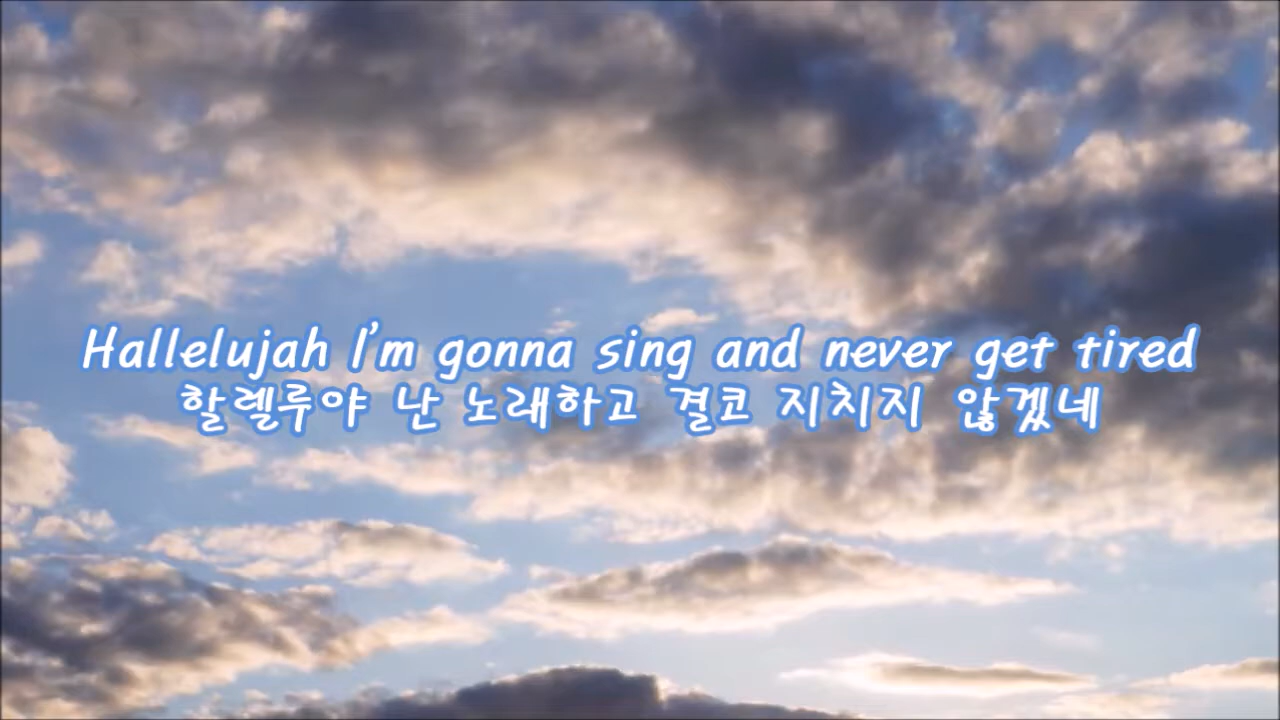 Hallelujah I'm gonna sing and never get tired
할렐루야 난 노래하고 결코 지치지 않겠네